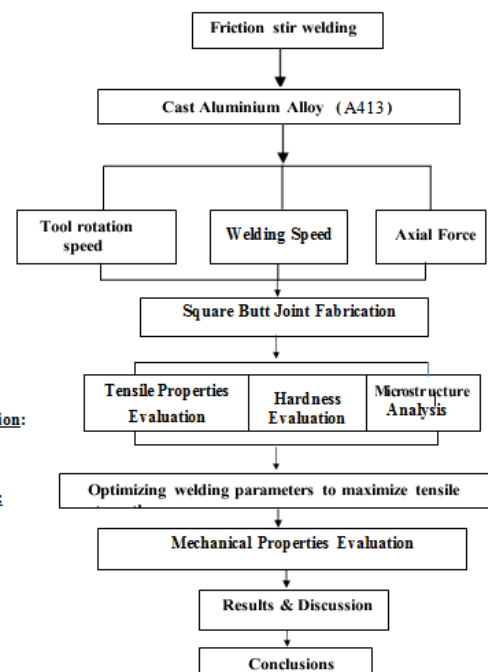 Friction stir welding
Cast Aluminium Alloy (A413)
Tool rotation
speed
Welding Speed
Axial Force
Square Butt Joint Fabrication
Tensile Properties
Evaluation
Hardness
Evaluation
Microstructure
Analysis
ion:
:
Optimizing welding parameters to maximize tensile
Mechanical Properties Evaluation
Results & Discussion
Conclusions